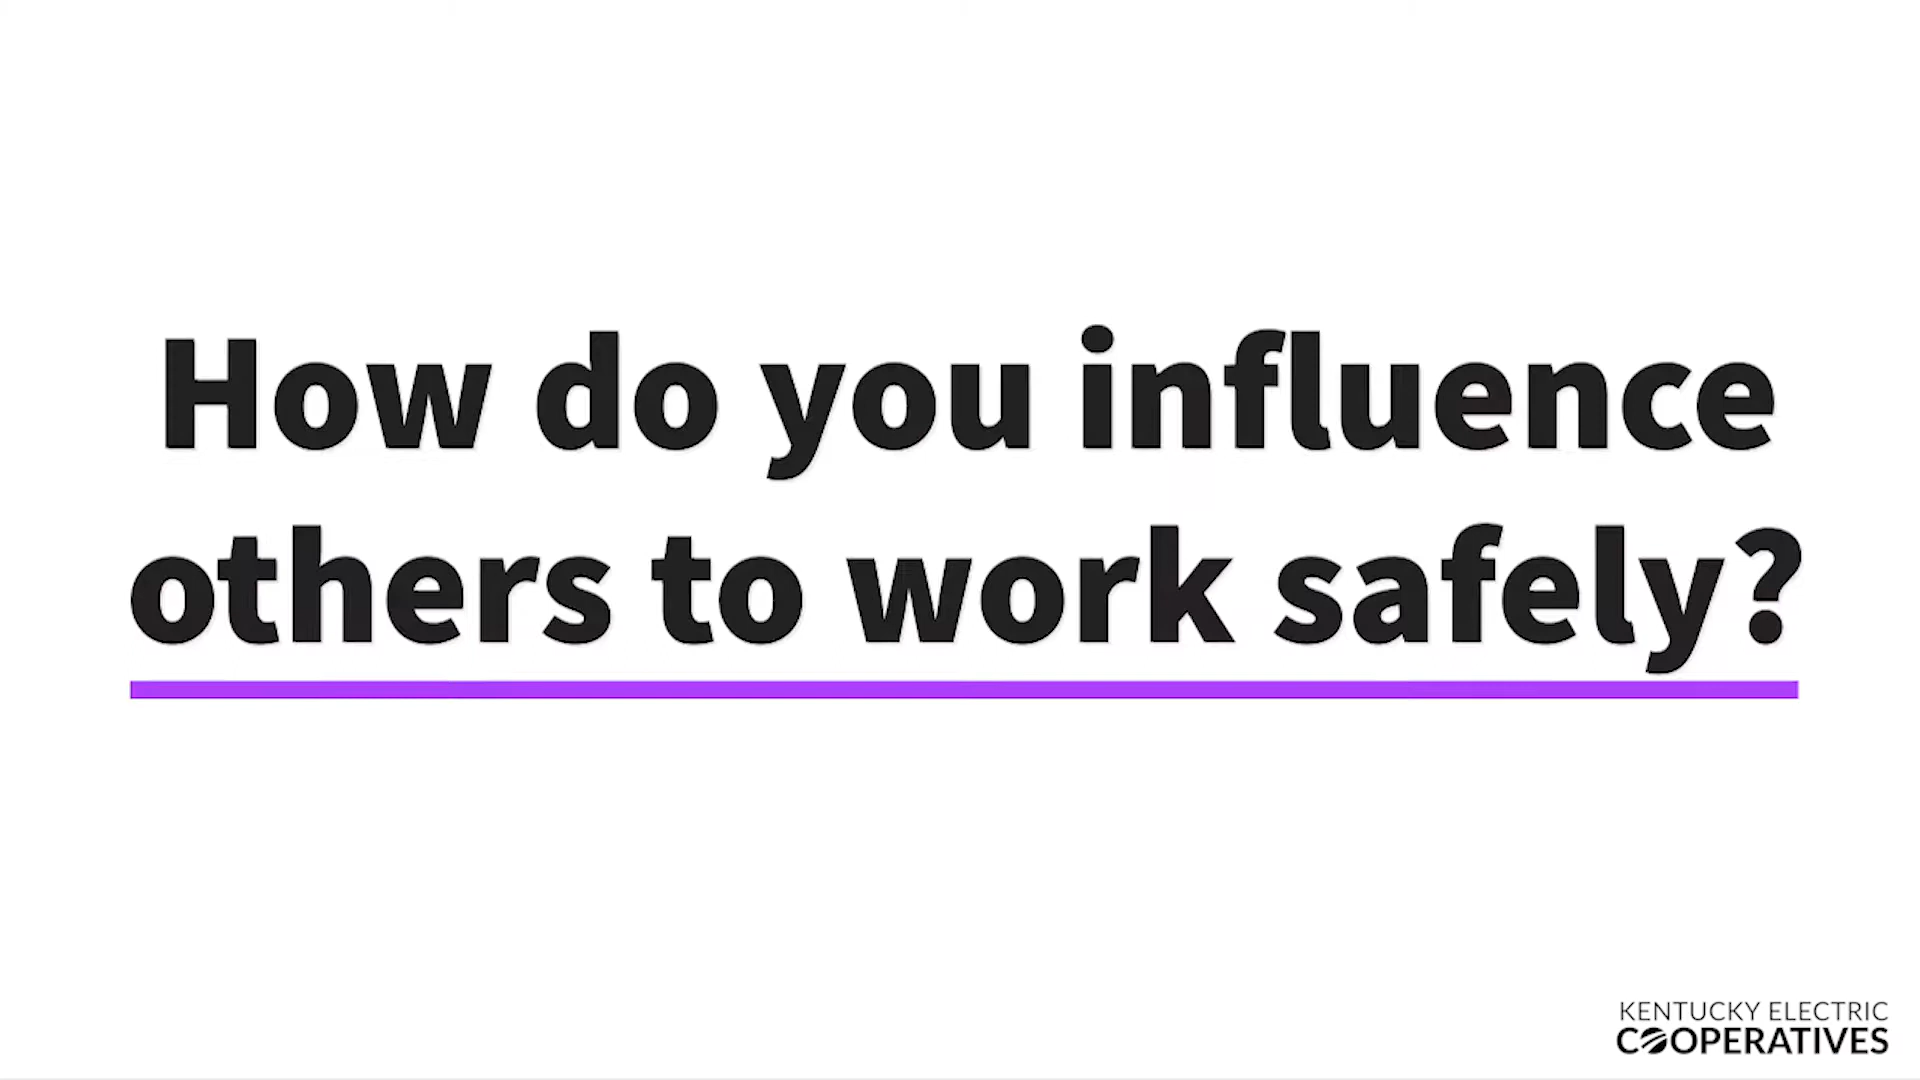 How do you influence
others to work safely?
KENTUCKY ELECTRIC
COOPERATIVES